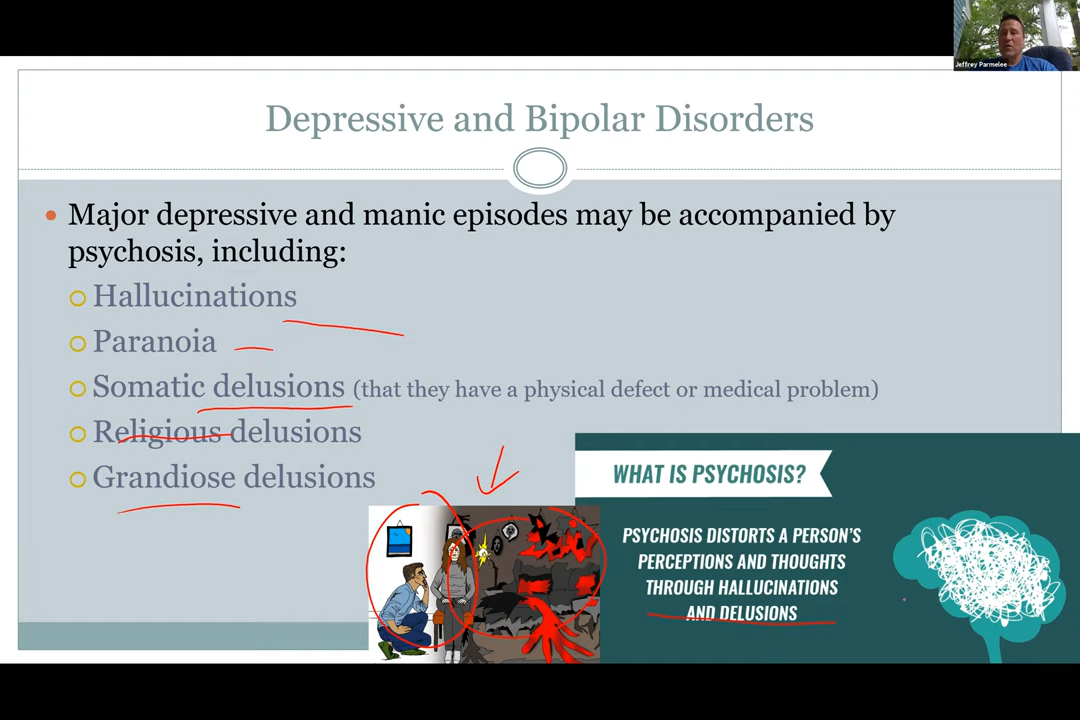 Jeffrey Parmelee
Depressive and Bipolar Disorders
Major depressive and manic episodes may be accompanied by
psychosis, including:
Hallucinations
Paranoia
Somatic delusions (that they have a physical defect or medical problem)
Religious delusions
Grandiose delusions
WHAT IS PSYCHOSIS?
PSYCHOSIS DISTORTS A PERSON'S
PERCEPTIONS AND THOUGHTS
THROUGH HALLUCINATIONS
AND DELUSIONS